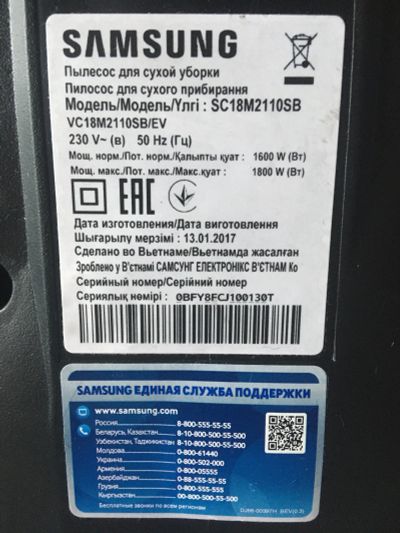 SAMSUNG
Пылесос для сухой уборки
Пилосос для сухого прибирання
Модель/Модель/Үлгі : SC18M2110SB
VC18M2110SB/EV
230 V~ (в) 50 Hz (Гц)
Мощ. норм./Пот. норм./Қалыпты қуат : 1600 W (Вт)
Мощ. макс./Пот. макс./Макс.қуат : 1800 W (Вт)
EAC
Дата изготовления/Дата виготовлення
Шығарылу мерзімі : 13.01.2017
Сделано во Вьетнаме/Вьетнамда жасалған
Зроблено у В'єтнамі САМСУНГ ЕЛЕКТРОНІКС В'ЄТНАМ Ко
Серийный номер/Серійний номер
Сериялық нөмірі : 0BFY8FCJ100130T
SAMSUNG ЕДИНАЯ СЛУЖБА ПОДДЕРЖКИ
www.samsung.com
Россия 8-800-555-55-55
Беларусь, Казахстан 8-10-800-500-55-500
Узбекистан, Таджикистан 8-10-800-500-55-500
Молдова 0-800-61440
Украина 0-800-502-000
Армения 0-800-05555
Азербайджан 0-88-555-55-55
Грузия 0-800-555-555
Кыргызстан 00-800-500-55-500
Бесплатные звонки по всем регионам